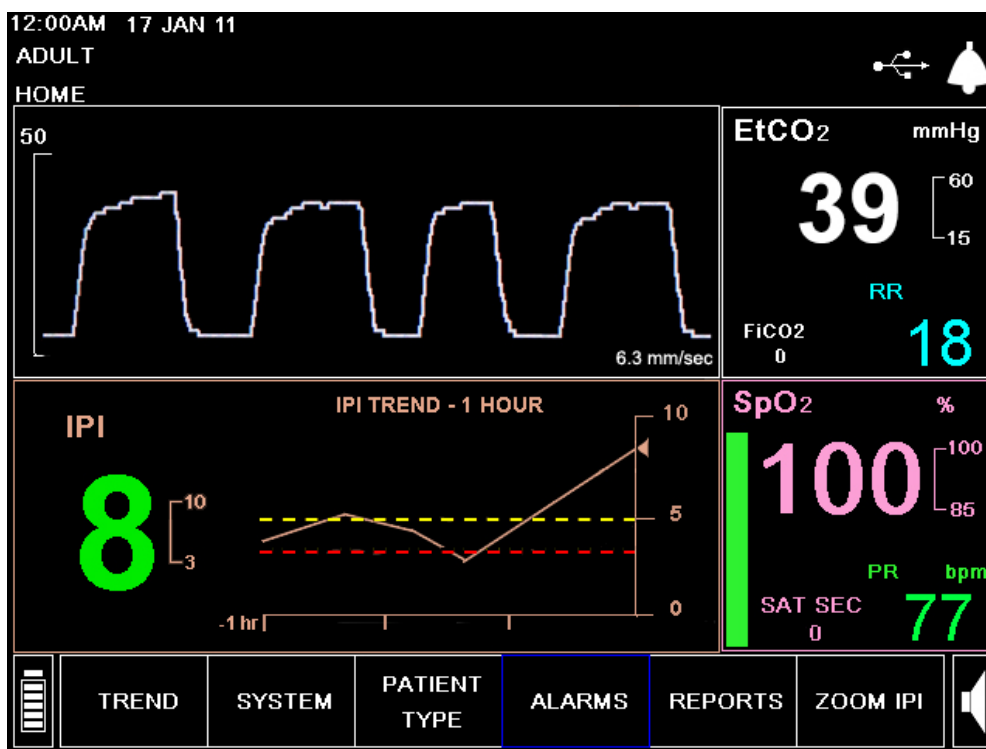 12:00AM 17 JAN 11
ADULT
HOME
50
6.3 mm/sec
EtCO2 mmHg
39
60
15
RR
FiCO2
0
18
IPI
IPI TREND - 1 HOUR
8
10
3
10
5
0
-1 hr
SpO2 %
100
100
85
PR bpm
SAT SEC
0
77
TREND
SYSTEM
PATIENT
TYPE
ALARMS
REPORTS
ZOOM IPI